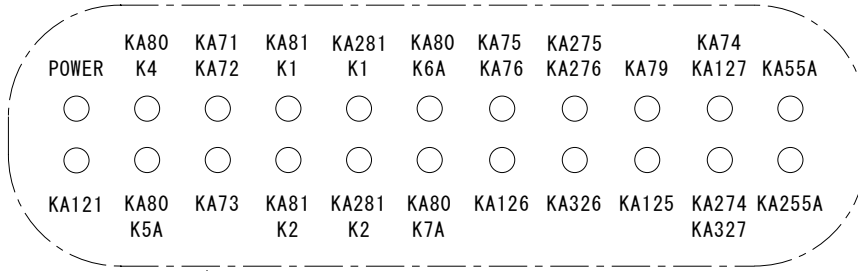 KA80 KA71 KA81 KA281 KA80 KA75 KA275 KA74
POWER K4 KA72 K1 K1 K6A KA76 KA276 KA79 KA127 KA55A
KA121 KA80 KA73 KA81 KA281 KA80 KA126 KA326 KA125 KA274 KA255A
K5A K2 K2 K7A KA327